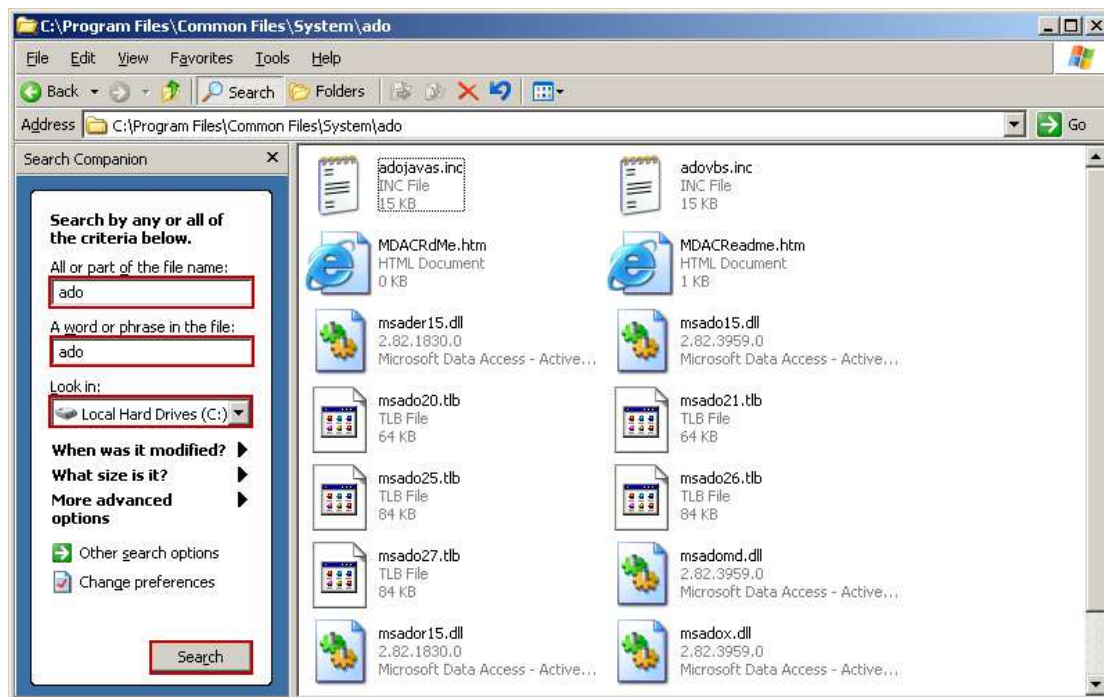 C:\Program Files\Common Files\System\ado
File Edit View Favorites Tools Help
Back Search Folders
Address C:\Program Files\Common Files\System\ado Go
Search Companion
Search by any or all of
the criteria below.
All or part of the file name:
ado
A word or phrase in the file:
ado
Look in:
Local Hard Drives (C:)
When was it modified?
What size is it?
More advanced
options
Other search options
Change preferences
Search
adojavas.inc
INC File
15 KB
adovbs.inc
INC File
15 KB
MDACRdMe.htm
HTML Document
0 KB
MDACReadme.htm
HTML Document
1 KB
msader15.dll
2.82.1830.0
Microsoft Data Access - Active...
msado15.dll
2.82.3959.0
Microsoft Data Access - Active...
msado20.tlb
TLB File
64 KB
msado21.tlb
TLB File
64 KB
msado25.tlb
TLB File
84 KB
msado26.tlb
TLB File
84 KB
msado27.tlb
TLB File
84 KB
msadomd.dll
2.82.3959.0
Microsoft Data Access - Active...
msador15.dll
2.82.1830.0
Microsoft Data Access - Active...
msadox.dll
2.82.3959.0
Microsoft Data Access - Active...